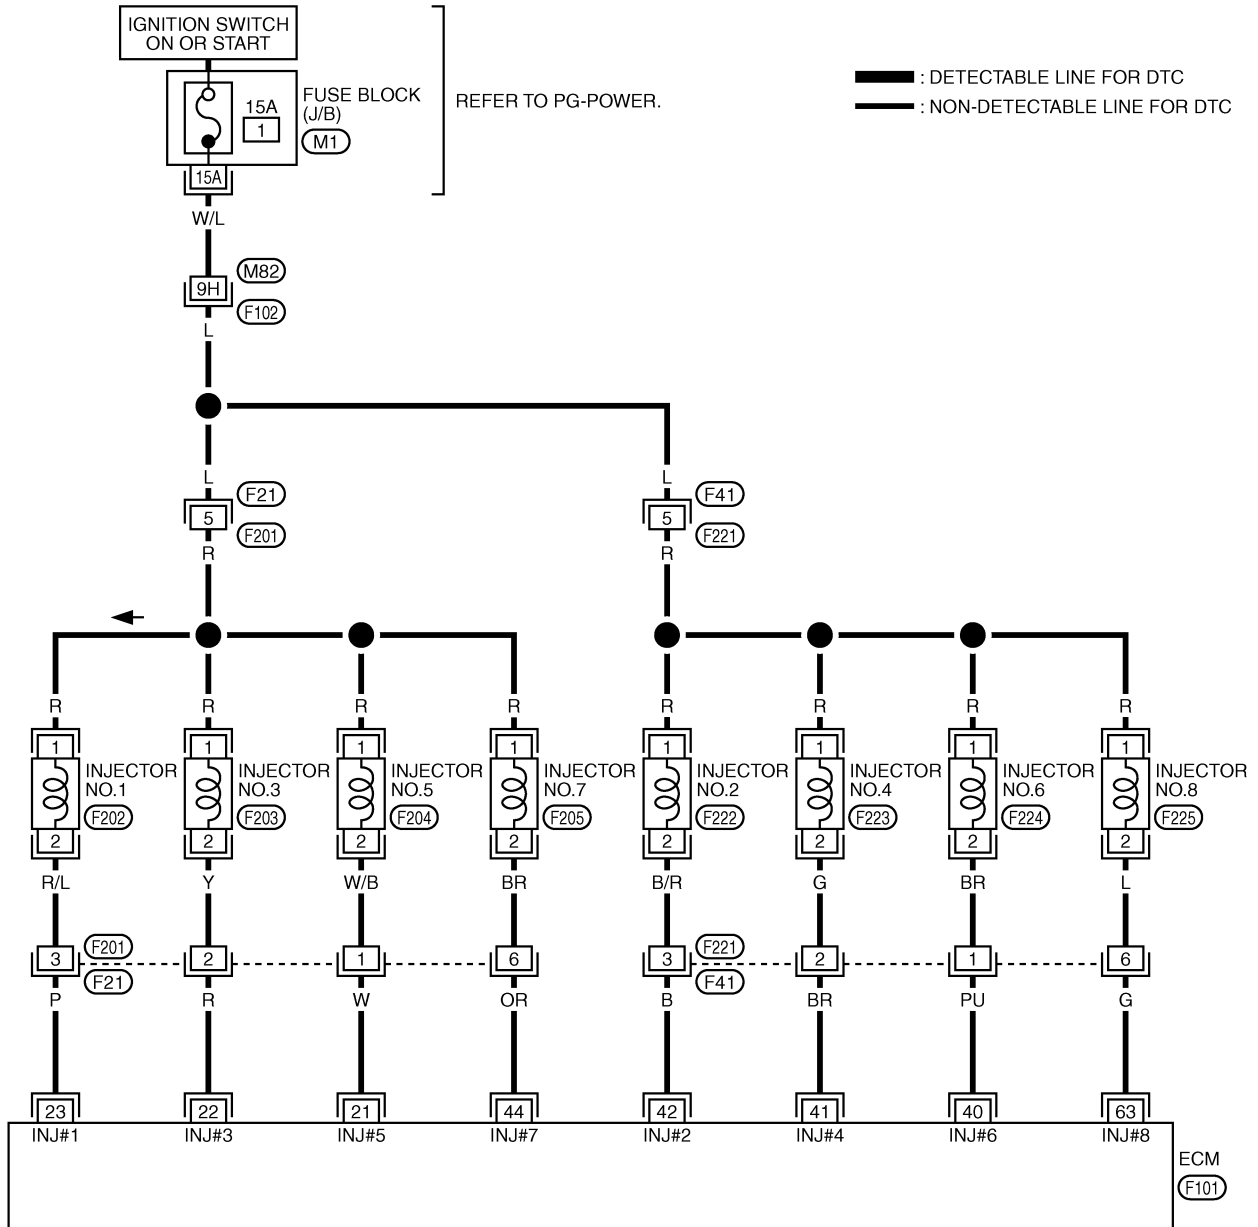 IGNITION SWITCH
ON OR START
FUSE BLOCK
(J/B)
15A
1
M1
REFER TO PG-POWER.
: DETECTABLE LINE FOR DTC
: NON-DETECTABLE LINE FOR DTC
15A
W/L
M82
9H
F102
L
L
L
F21
F41
5
5
F201
F221
R
R
R
R
R
R
R
R
R
R
1
1
1
1
1
1
1
1
INJECTOR
NO.1
INJECTOR
NO.3
INJECTOR
NO.5
INJECTOR
NO.7
INJECTOR
NO.2
INJECTOR
NO.4
INJECTOR
NO.6
INJECTOR
NO.8
F202
F203
F204
F205
F222
F223
F224
F225
2
2
2
2
2
2
2
2
R/L
Y
W/B
BR
B/R
G
BR
L
F201
F221
3
2
1
6
3
2
1
6
F21
F41
P
R
W
OR
B
BR
PU
G
23
22
21
44
42
41
40
63
INJ#1
INJ#3
INJ#5
INJ#7
INJ#2
INJ#4
INJ#6
INJ#8
ECM
F101